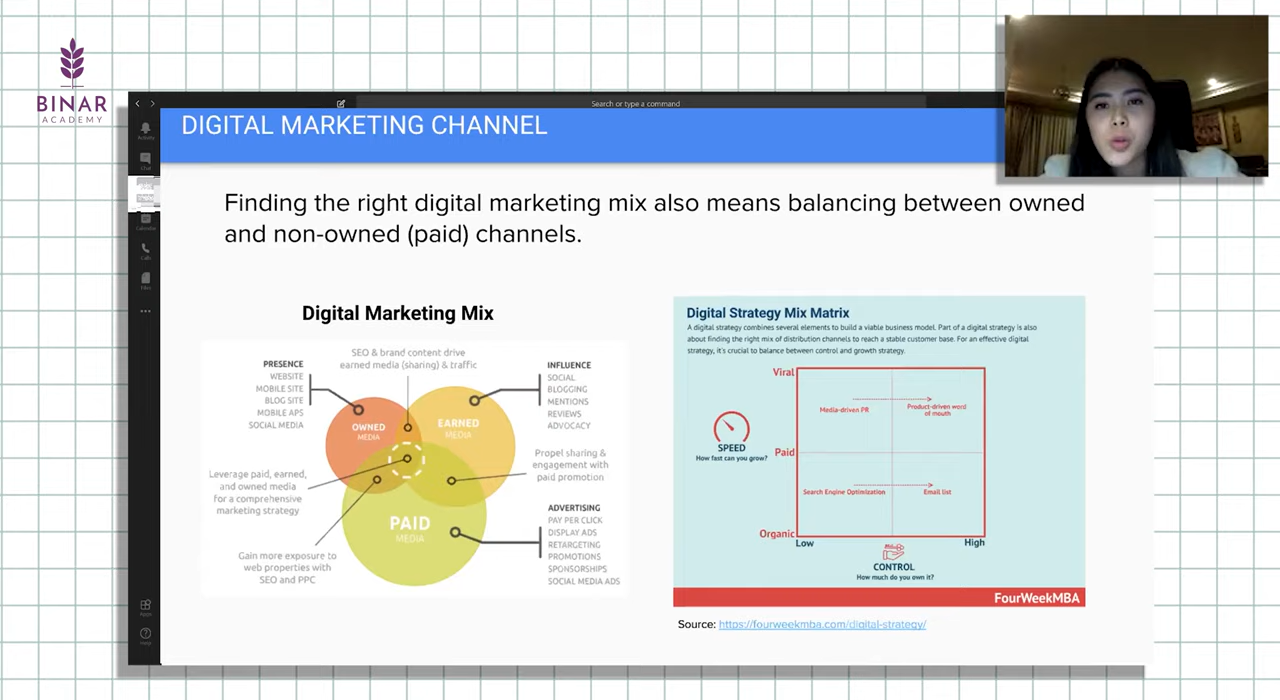 BINAR
ACADEMY
Search or type a command
Activity
Chat
Calendar
Calls
Files
Apps
Help
DIGITAL MARKETING CHANNEL
Finding the right digital marketing mix also means balancing between owned
and non-owned (paid) channels.
Digital Marketing Mix
SEO & brand content drive
earned media (sharing) & traffic
PRESENCE
WEBSITE
MOBILE SITE
BLOG SITE
MOBILE APS
SOCIAL MEDIA
INFLUENCE
SOCIAL
BLOGGING
MENTIONS
REVIEWS
ADVOCACY
OWNED
MEDIA
EARNED
MEDIA
Leverage paid, earned,
and owned media
for a comprehensive
marketing strategy
Propel sharing &
engagement with
paid promotion
PAID
MEDIA
ADVERTISING
PAY PER CLICK
DISPLAY ADS
RETARGETING
PROMOTIONS
SPONSORSHIPS
SOCIAL MEDIA ADS
Gain more exposure to
web properties with
SEO and PPC
Digital Strategy Mix Matrix
A digital strategy combines several elements to build a viable business model. Part of a digital strategy is also
about finding the right mix of distribution channels to reach a stable customer base. For an effective digital
strategy, it's crucial to balance between control and growth strategy.
Viral
Media-driven PR
Product-driven word
of mouth
SPEED
How fast can you grow?
Paid
Search Engine Optimization
Email list
Organic
Low
High
CONTROL
How much do you own it?
FourWeekMBA
Source: https://fourweekmba.com/digital-strategy/